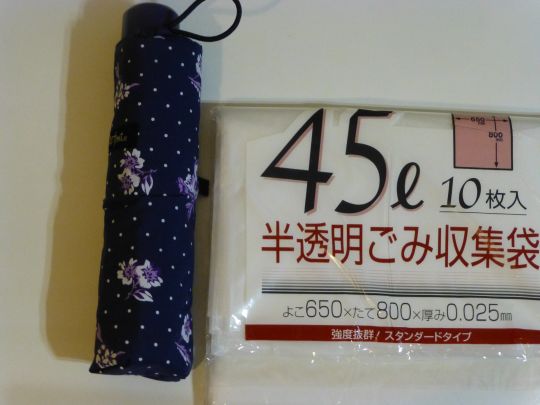 45ℓ 10枚入
650
800
半透明ごみ収集袋
よこ650×たて800×厚み0.025mm
強度抜群! スタンダードタイプ